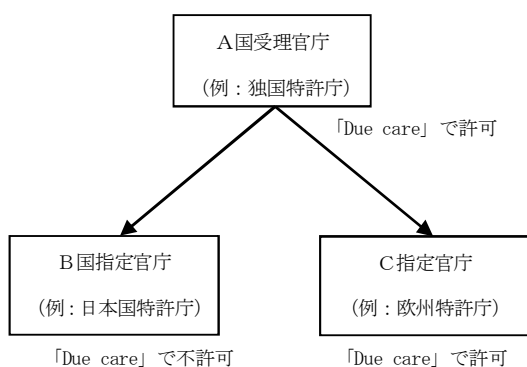 Ａ国受理官庁
（例：独国特許庁）
「Due care」で許可
Ｂ国指定官庁
（例：日本国特許庁）
Ｃ指定官庁
（例：欧州特許庁）
「Due care」で不許可
「Due care」で許可